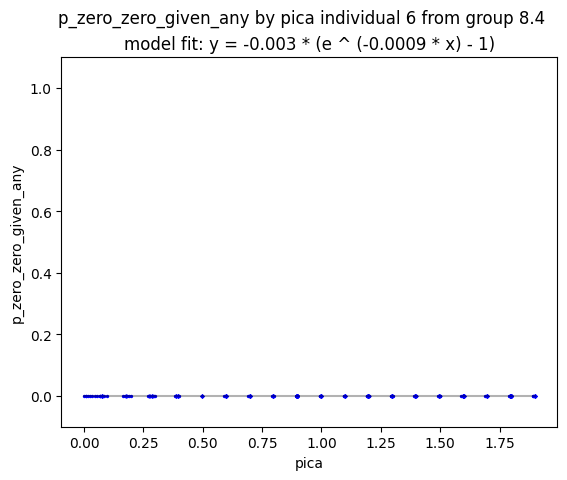 p_zero_zero_given_any by pica individual 6 from group 8.4
model fit: y = -0.003 * (e ^ (-0.0009 * x) - 1)
1.0
0.8
0.6
0.4
0.2
0.0
p_zero_zero_given_any
0.00 0.25 0.50 0.75 1.00 1.25 1.50 1.75
pica